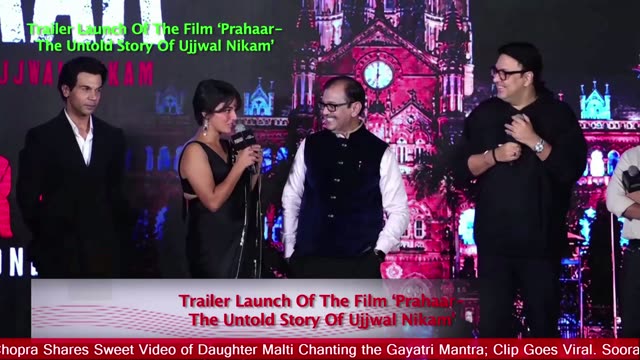 Trailer Launch Of The Film ‘Prahaar–
The Untold Story Of Ujjwal Nikam’
UJJWAL NIKAM
Trailer Launch Of The Film ‘Prahaar–
The Untold Story Of Ujjwal Nikam’
Chopra Shares Sweet Video of Daughter Malti Chanting the Gayatri Mantra; Clip Goes Viral. Soor